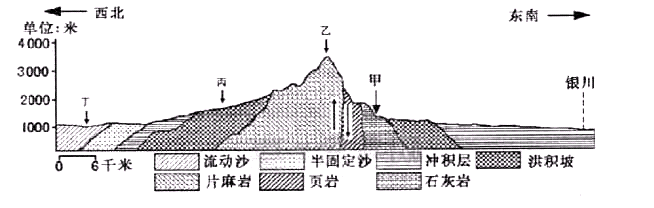 西北
东南
单位:米
乙
4000
3000
2000
1000
丁
丙
甲
银川
0 6千米
流动沙 半固定沙 冲积层 洪积坡
片麻岩 页岩 石灰岩